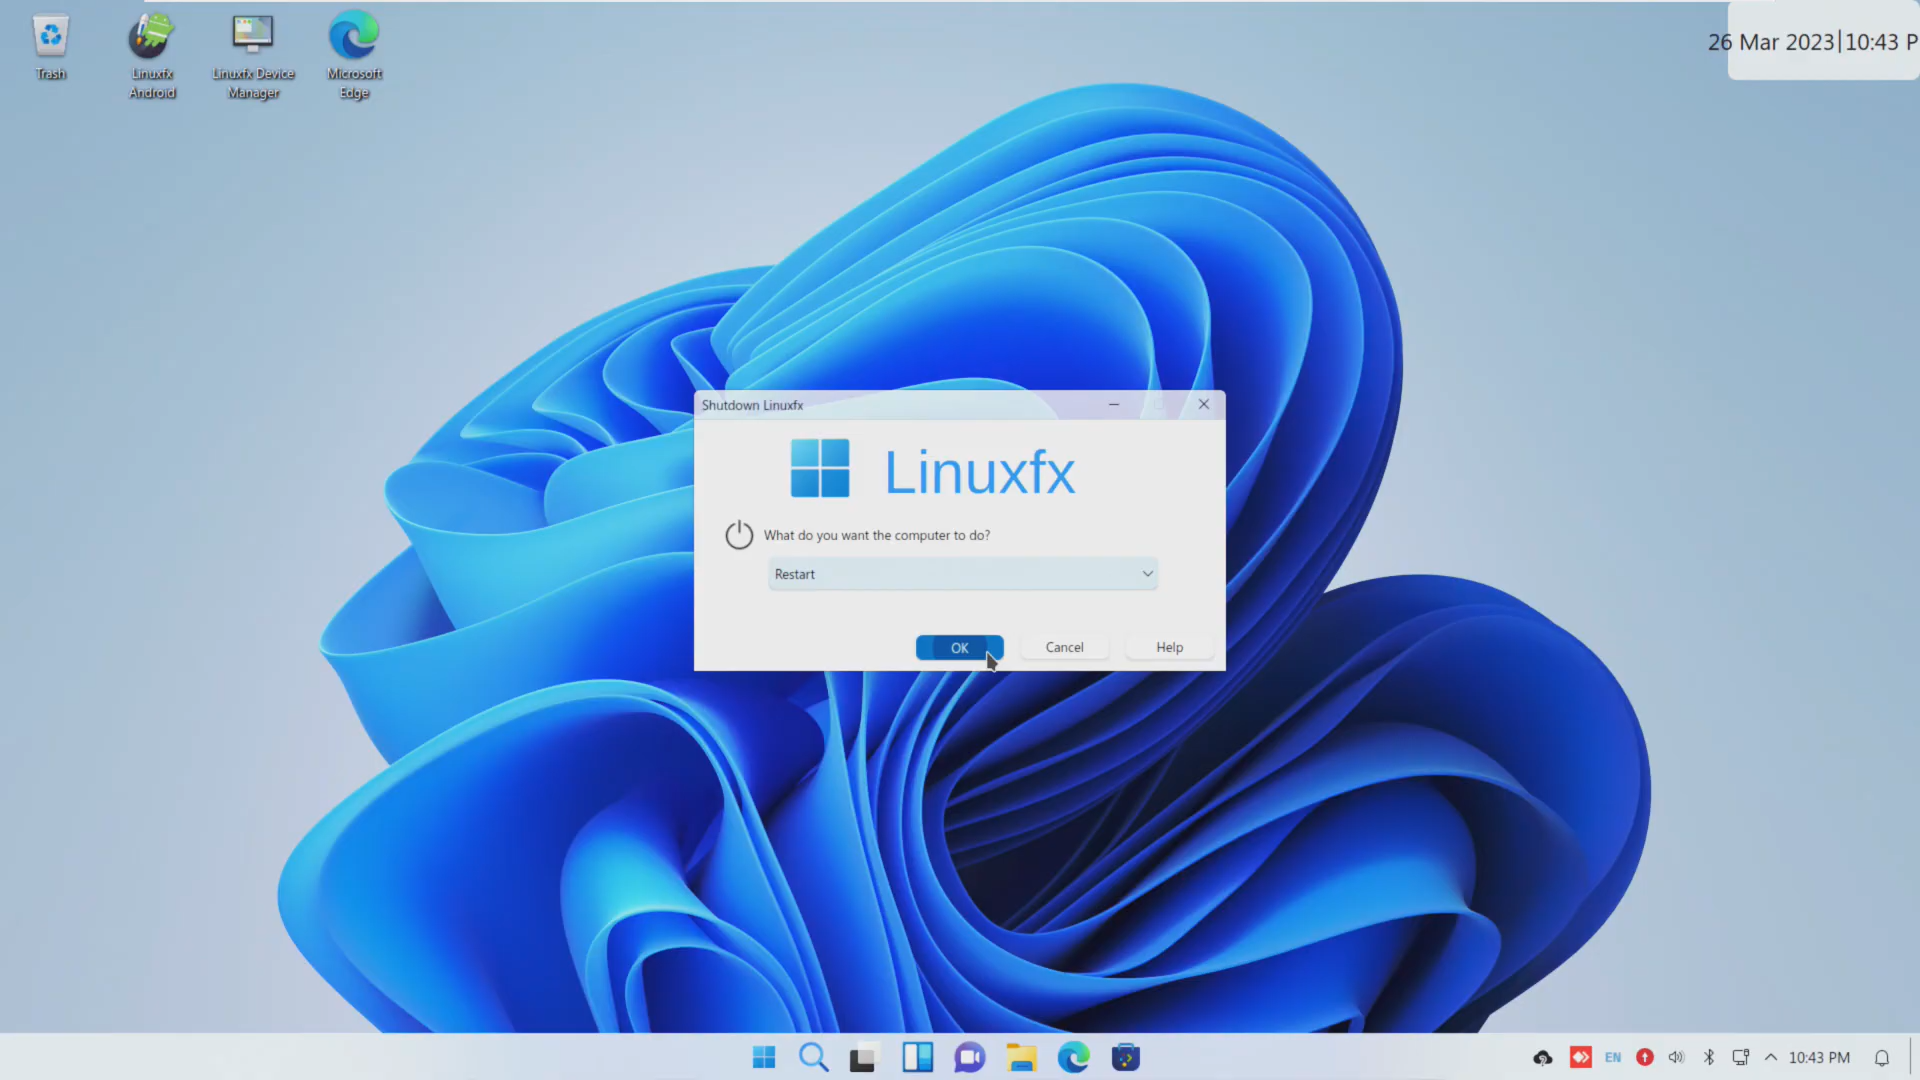 Trash
Linuxfx
Android
Linuxfx Device
Manager
Microsoft
Edge
26 Mar 2023|10:43 P
Shutdown Linuxfx
Linuxfx
What do you want the computer to do?
Restart
OK
Cancel
Help
EN
10:43 PM